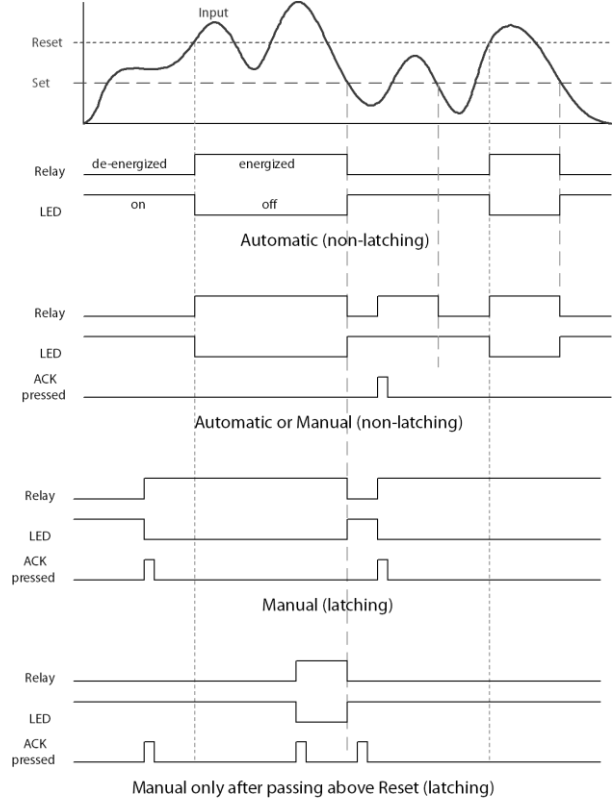 Input
Reset
Set
de-energized energized
Relay
LED on off
Automatic (non-latching)
Relay
LED
ACK
pressed
Automatic or Manual (non-latching)
Relay
LED
ACK
pressed
Manual (latching)
Relay
LED
ACK
pressed
Manual only after passing above Reset (latching)